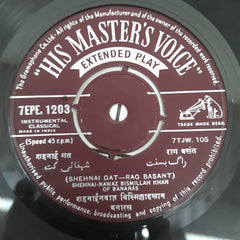 The Gramophone Co. Ltd. All rights of the manufacturer and of the owner of the recorded work reserved
"HIS MASTER'S VOICE"
EXTENDED PLAY
7EPE. 1203
INSTRUMENTAL
CLASSICAL
MADE IN INDIA
TRADE MARK REGD.
(Speed 45 r.p.m.)
7TJW. 105
शहनाई गत
شہنائی گت
راگ بسنت
राग बसंत
(SHEHNAI GAT—RAG BASANT)
SHEHNAI-NAWAZ BISMILLAH KHAN
OF BANARAS
शहनाईनवाज़ बिस्मिल्लाहखान
बनारस
Unauthorised public performance, broadcasting and copying of this record prohibited